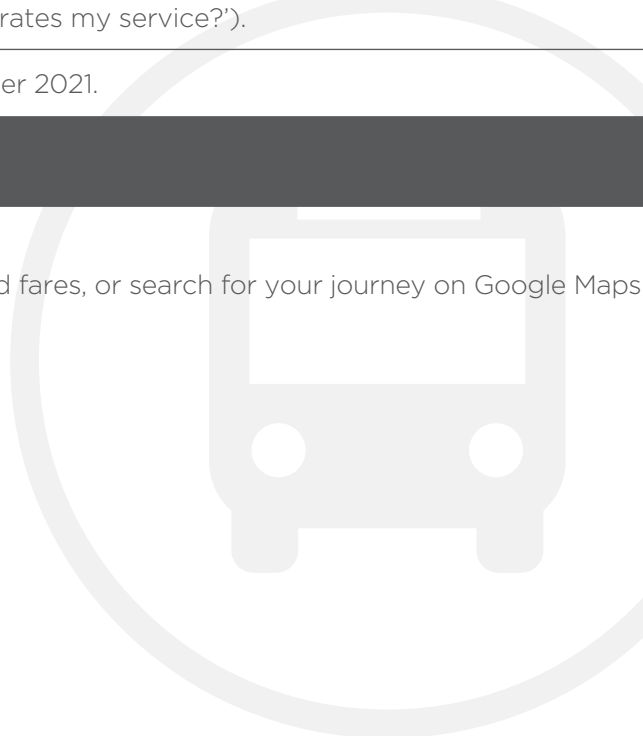 rates my service?’).
er 2021.
d fares, or search for your journey on Google Maps